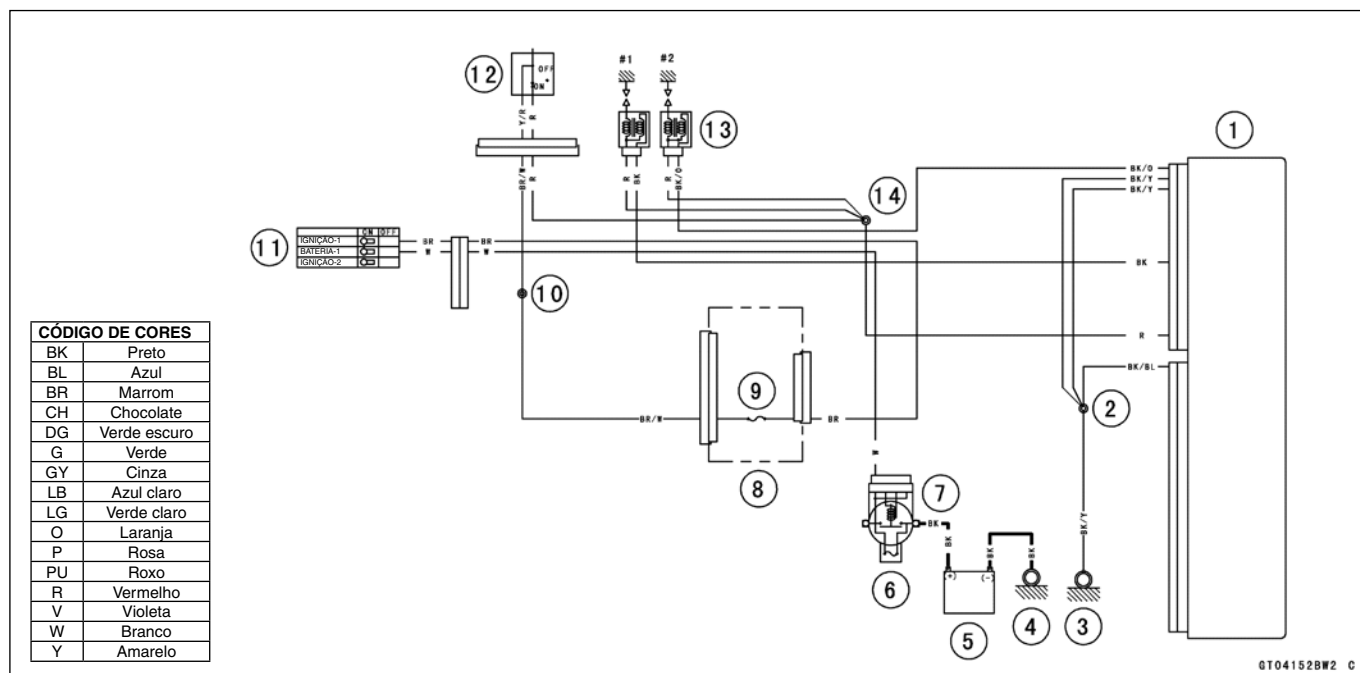 #1 #2
12
OFF
ON
13
1
Y/R R
BK/O
BK/Y
BK/Y
R BK R BK/O
BR/W R
14
ON OFF
11
IGNIÇÃO-1
BATERIA-1
IGNIÇÃO-2
BR BR
W W
BK
10
R
BK/BL
9
2
BR/W BR
W
8
7
BK
BK BK BK
BK/Y
(+) (-)
6
5
4
3
CÓDIGO DE CORES
BK Preto
BL Azul
BR Marrom
CH Chocolate
DG Verde escuro
G Verde
GY Cinza
LB Azul claro
LG Verde claro
O Laranja
P Rosa
PU Roxo
R Vermelho
V Violeta
W Branco
Y Amarelo
GT04152BW2 C